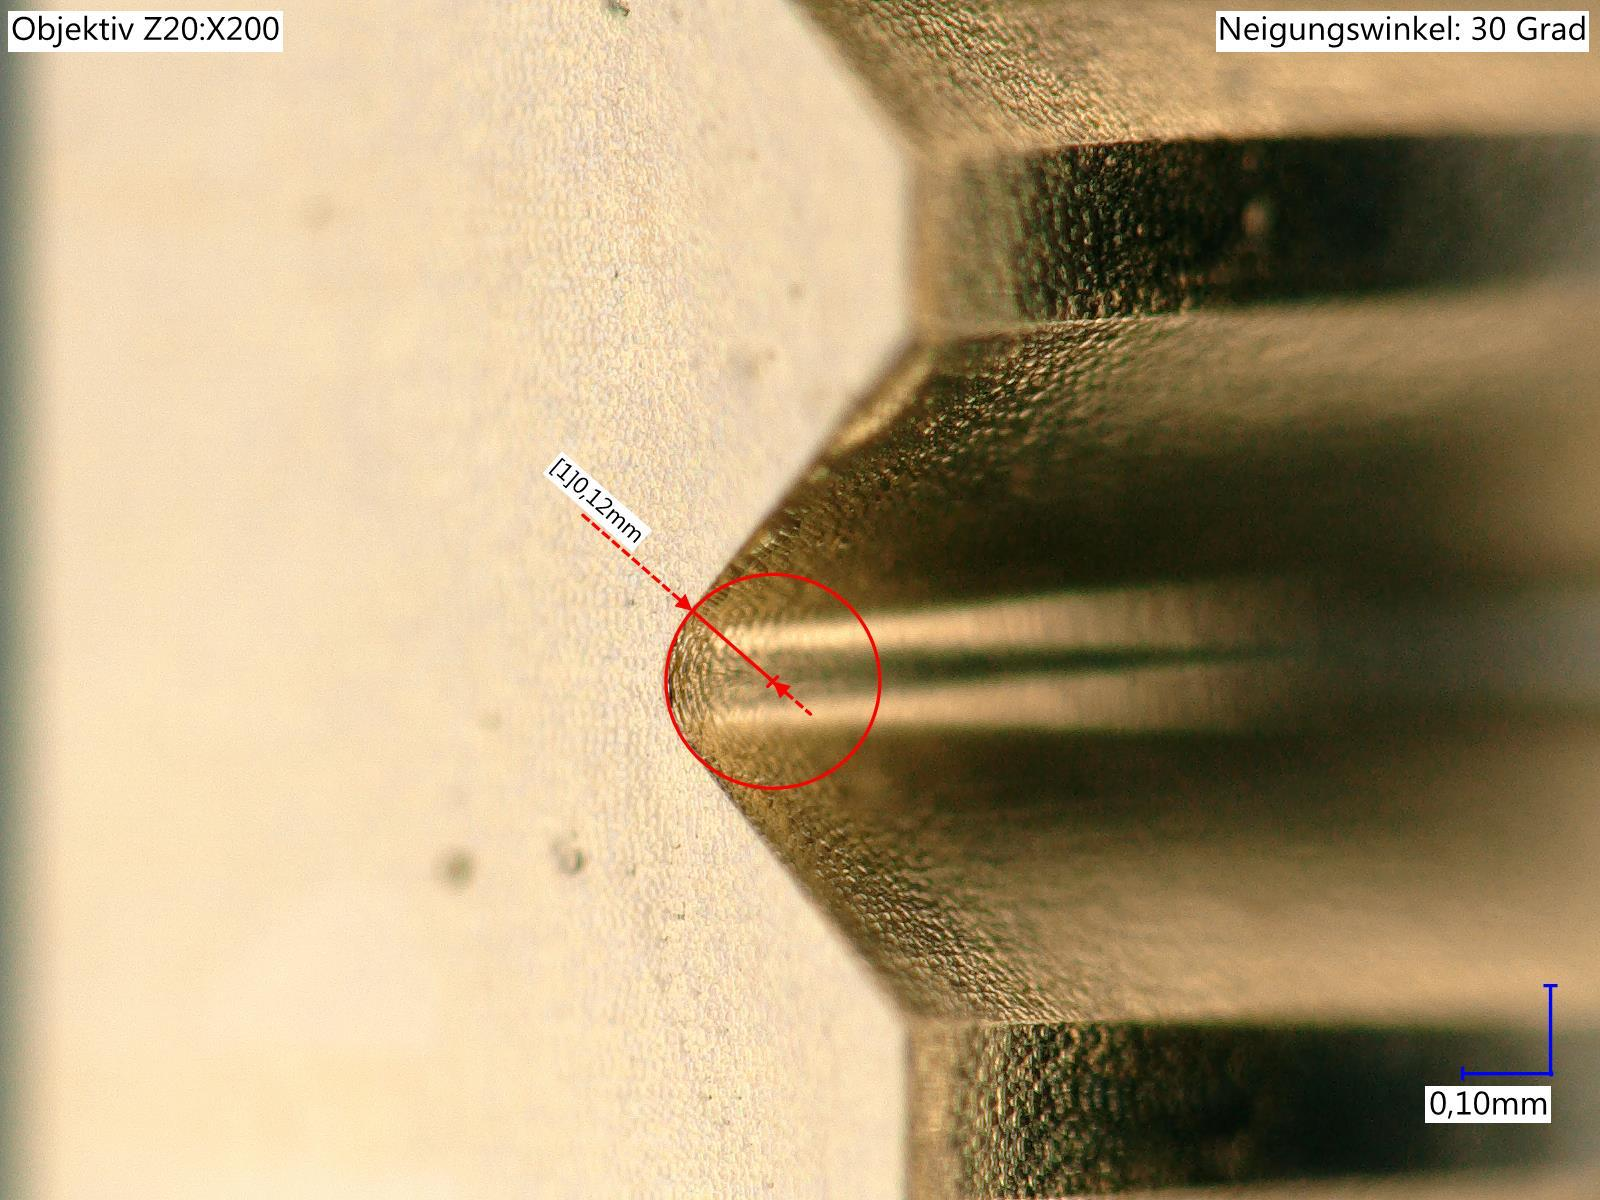 Objektiv Z20:X200
Neigungswinkel: 30 Grad
[1]0,12mm
0,10mm